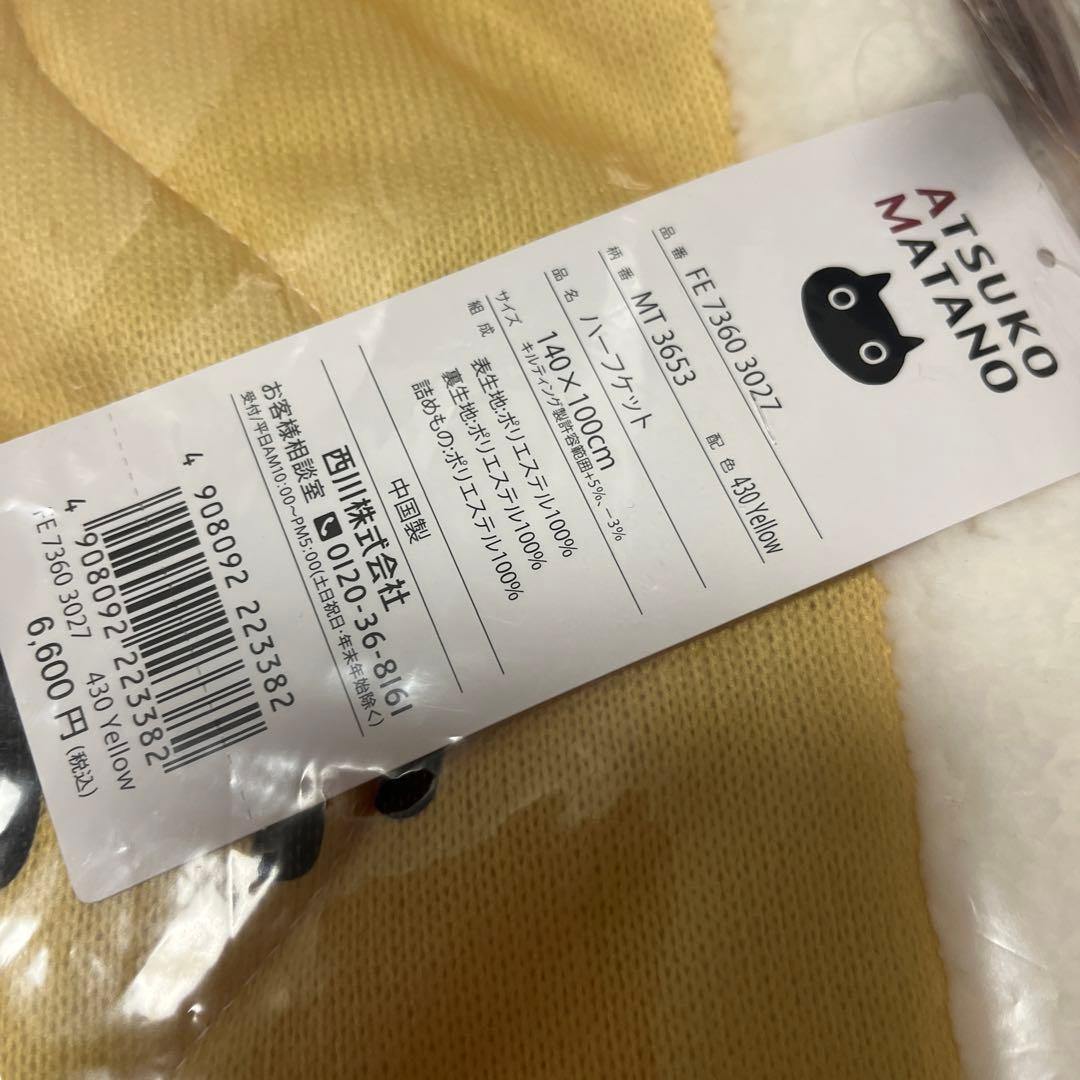 ATSUKO
MATANO
品番 FE 7360 3027
柄番 MT 3653 配色 430 Yellow
品名 ハーフケット
サイズ 140×100cm
キルティング製許容範囲+5%、-3%
組成 表生地:ポリエステル100%
裏生地:ポリエステル100%
詰めもの:ポリエステル100%
中国製
西川株式会社
お客様相談室 0120-36-8161
受付/平日AM10:00~PM5:00(土日祝日・年末年始除く)
4 908092 223382
4 908092 223382
FE 7360 3027 430 Yellow
6,600円(税込)